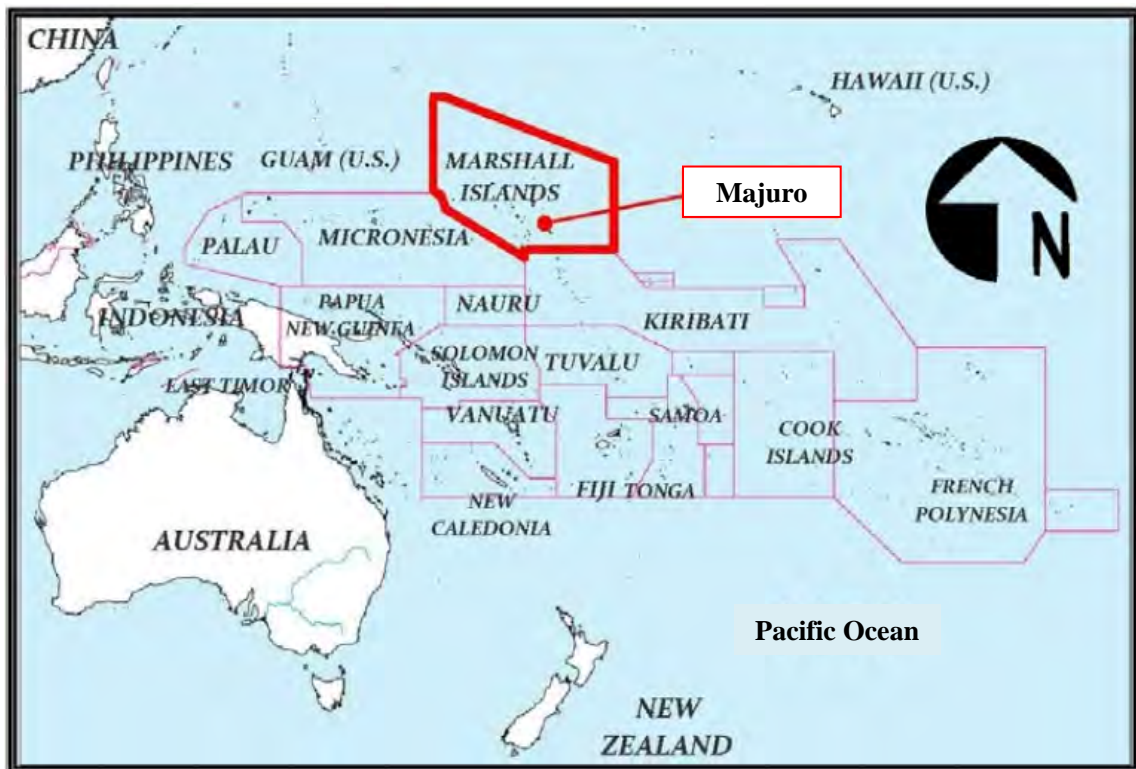 CHINA
HAWAII (U.S.)
PHILIPPINES
GUAM (U.S.)
MARSHALL
ISLANDS
Majuro
N
PALAU
MICRONESIA
INDONESIA
PAPUA
NEW GUINEA
NAURU
KIRIBATI
SOLOMON
ISLANDS
TUVALU
EAST TIMOR
VANUATU
SAMOA
COOK
ISLANDS
NEW
CALEDONIA
FIJI
TONGA
FRENCH
POLYNESIA
AUSTRALIA
Pacific Ocean
NEW
ZEALAND